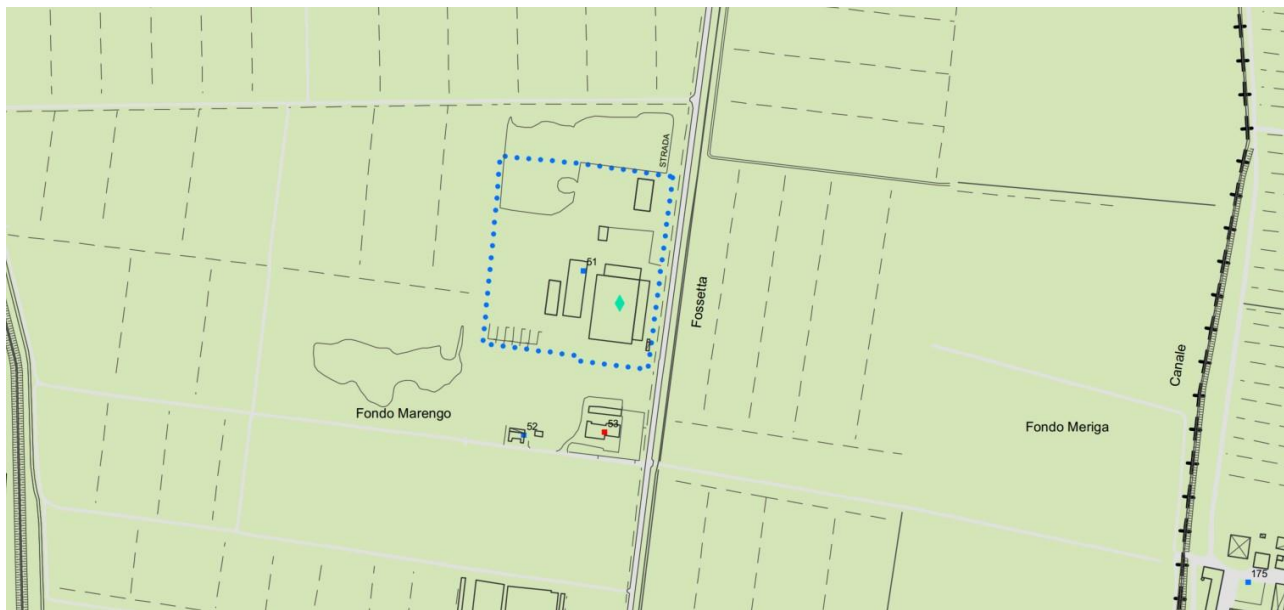 STRADA
51
Fossetta
Canale
Fondo Marengo
52
53
Fondo Meriga
175